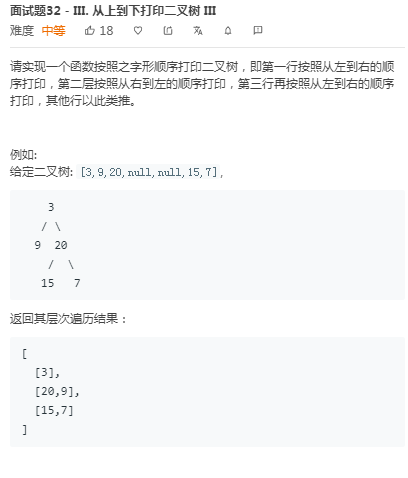 面试题32 - III. 从上到下打印二叉树 III
难度 中等 18
请实现一个函数按照之字形顺序打印二叉树，即第一行按照从左到右的顺
序打印，第二层按照从右到左的顺序打印，第三行再按照从左到右的顺序
打印，其他行以此类推。
例如:
给定二叉树: [3,9,20,null,null,15,7],
3
/ \
9 20
/ \
15 7
返回其层次遍历结果：
[
[3],
[20,9],
[15,7]
]